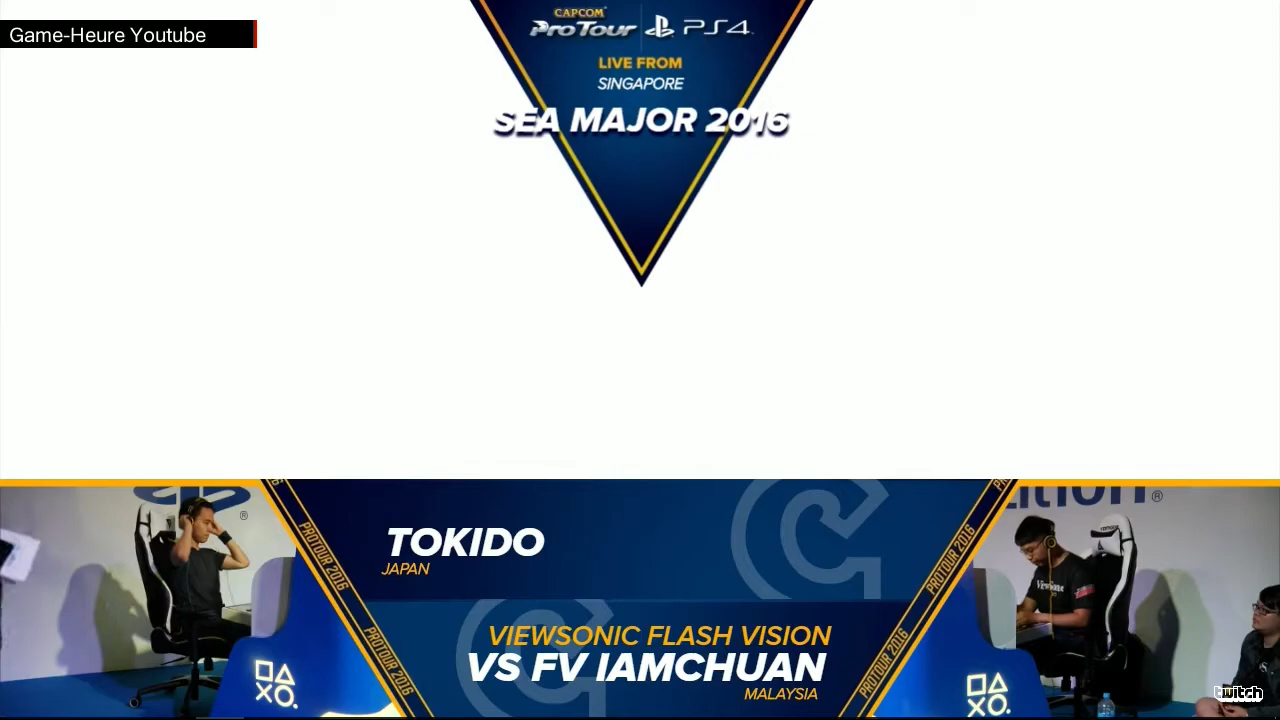 Game-Heure Youtube
CAPCOM
Pro Tour PS4
LIVE FROM
SINGAPORE
SEA MAJOR 2016
PROTOUR 2016
PROTOUR 2016
PROTOUR 2016
PROTOUR 2016
TOKIDO
JAPAN
VIEWSONIC FLASH VISION
VS FV IAMCHUAN
MALAYSIA
ViewSonic
twitch